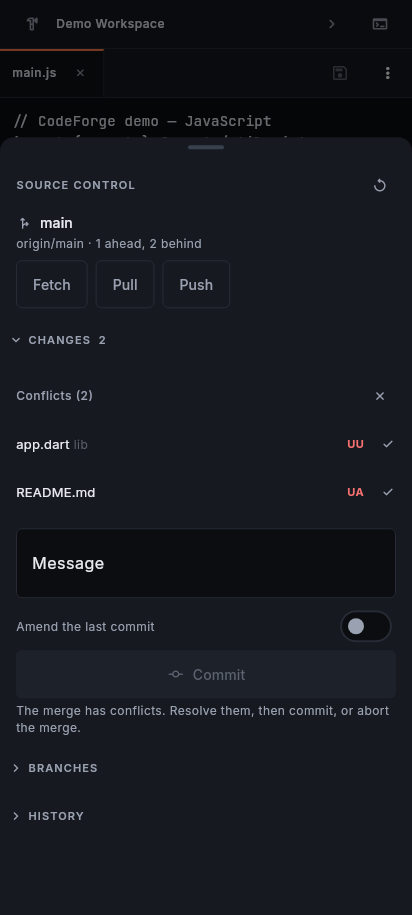 Demo Workspace
main.js
// CodeForge demo — JavaScript
SOURCE CONTROL
main
origin/main · 1 ahead, 2 behind
Fetch Pull Push
CHANGES 2
Conflicts (2)
app.dart lib UU
README.md UA
Message
Amend the last commit
Commit
The merge has conflicts. Resolve them, then commit, or abort
the merge.
BRANCHES
HISTORY